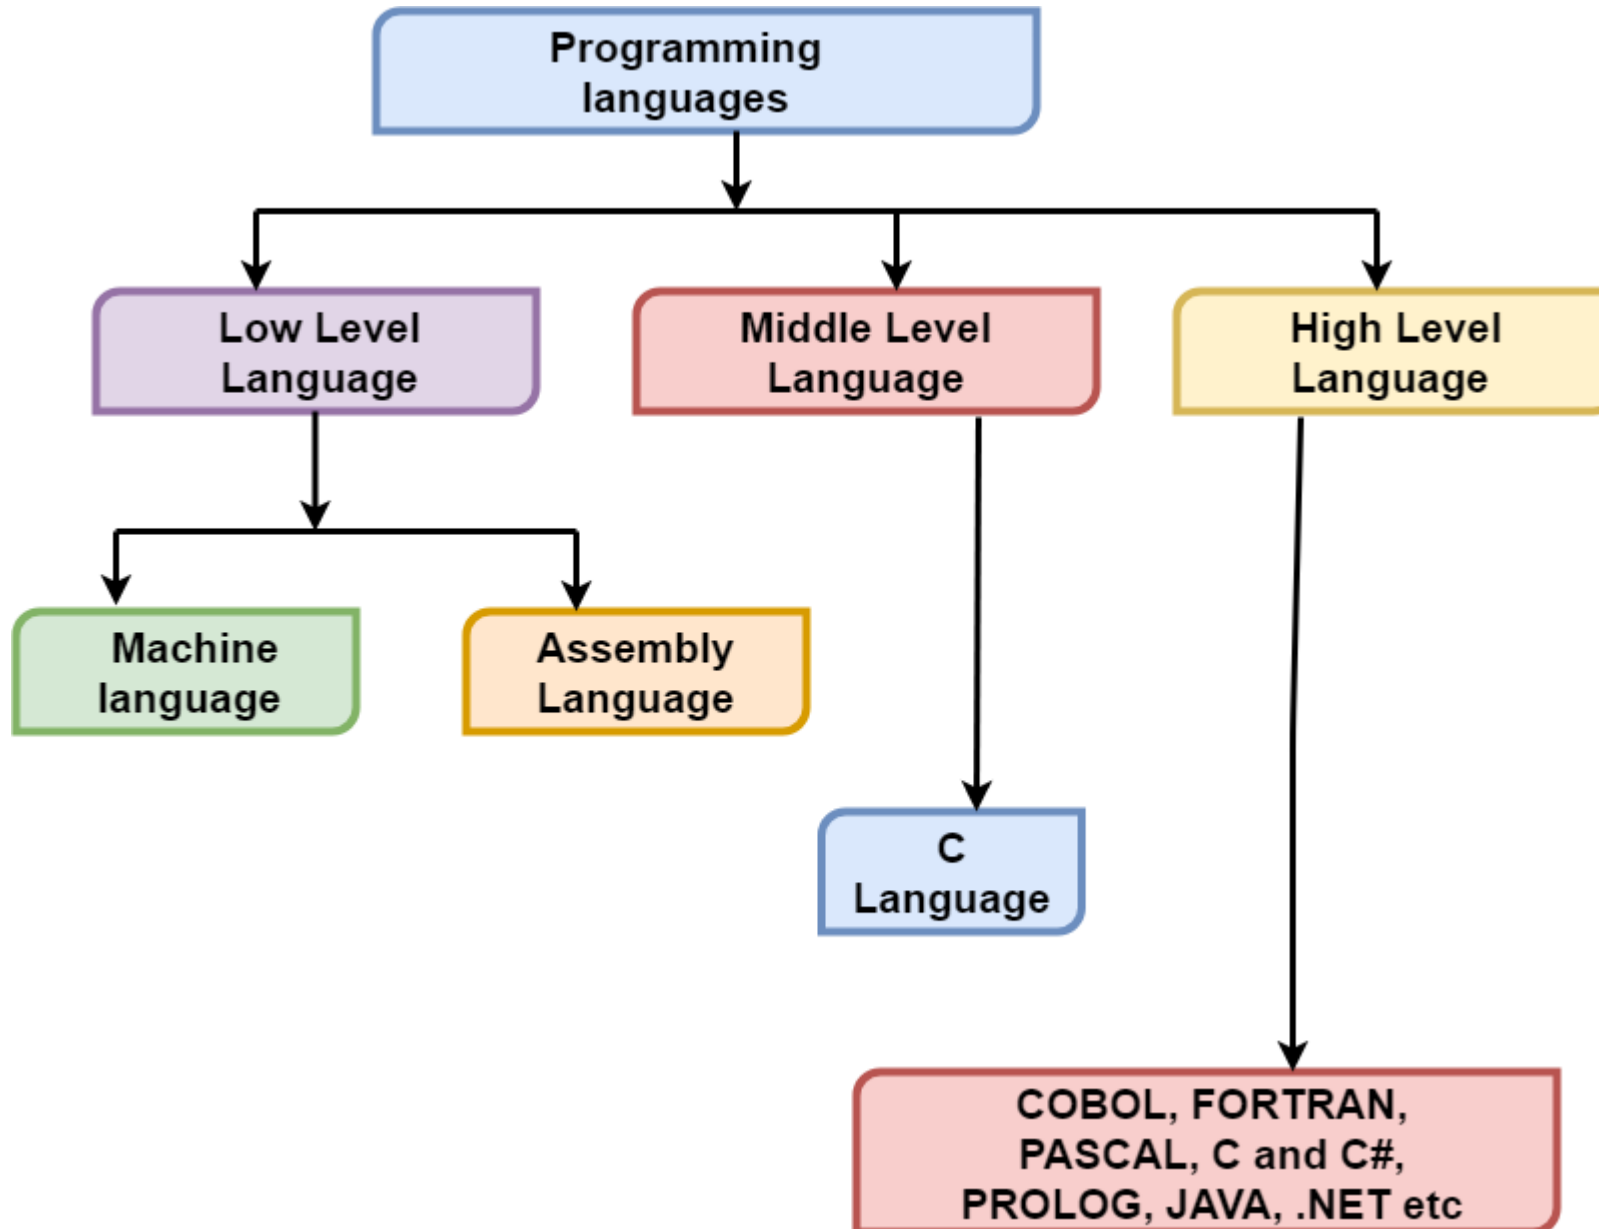 Programming
languages
Low Level
Language
Middle Level
Language
High Level
Language
Machine
language
Assembly
Language
C
Language
COBOL, FORTRAN,
PASCAL, C and C#,
PROLOG, JAVA, .NET etc